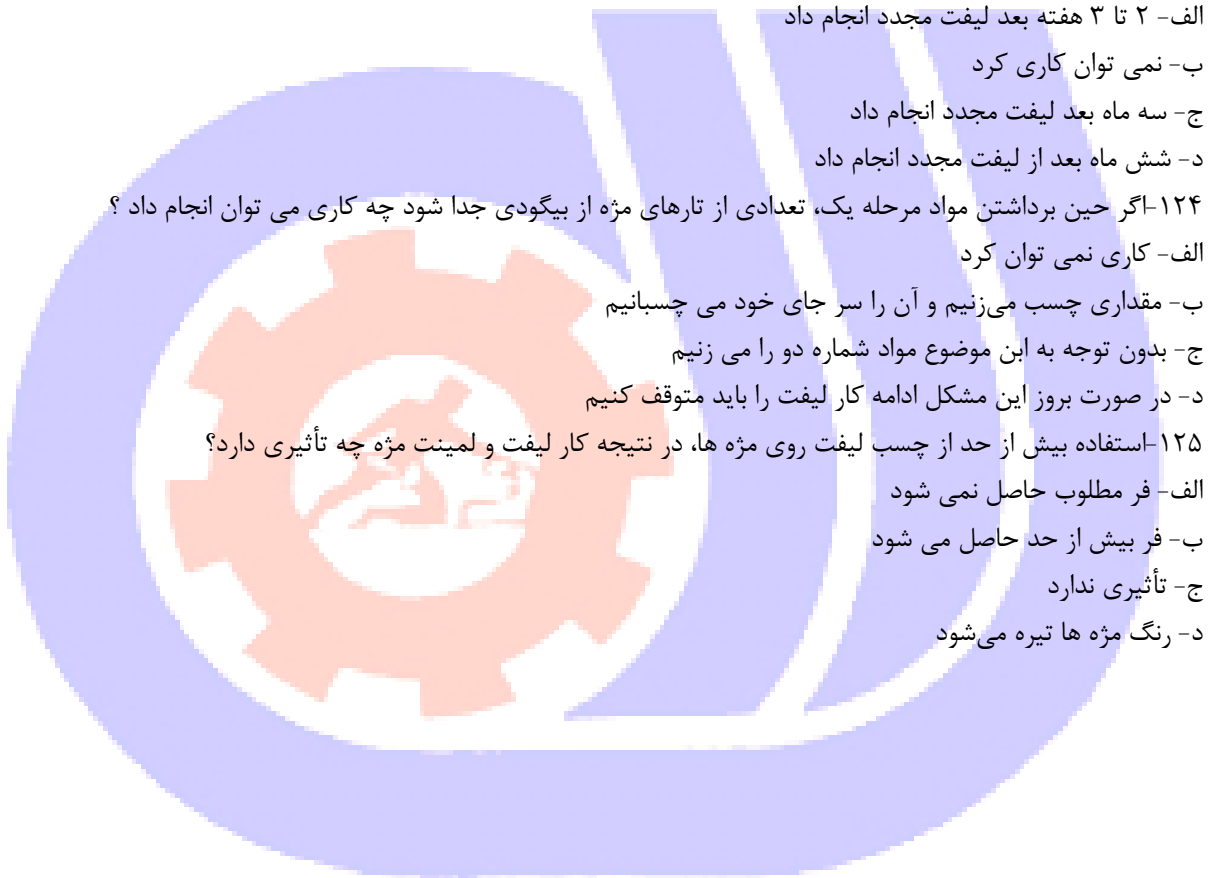 الف- ۲ تا ۳ هفته بعد لیفت مجدد انجام داد
ب- نمی توان کاری کرد
ج- سه ماه بعد لیفت مجدد انجام داد
د- شش ماه بعد از لیفت مجدد انجام داد
۱۲۴-اگر حین برداشتن مواد مرحله یک، تعدادی از تارهای مژه از بیگودی جدا شود چه کاری می توان انجام داد ؟
الف- کاری نمی توان کرد
ب- مقداری چسب می‌زنیم و آن را سر جای خود می چسبانیم
ج- بدون توجه به ابن موضوع مواد شماره دو را می زنیم
د- در صورت بروز این مشکل ادامه کار لیفت را باید متوقف کنیم
۱۲۵-استفاده بیش از حد از چسب لیفت روی مژه ها، در نتیجه کار لیفت و لمینت مژه چه تأثیری دارد؟
الف- فر مطلوب حاصل نمی شود
ب- فر بیش از حد حاصل می شود
ج- تأثیری ندارد
د- رنگ مژه ها تیره می‌شود